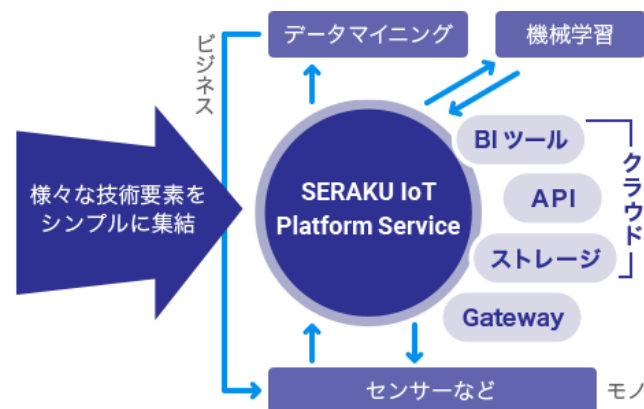 データマイニング
機械学習
ビジネス
様々な技術要素を
シンプルに集結
SERAKU IoT
Platform Service
BI ツール
API
ストレージ
クラウド
Gateway
センサーなど
モノ